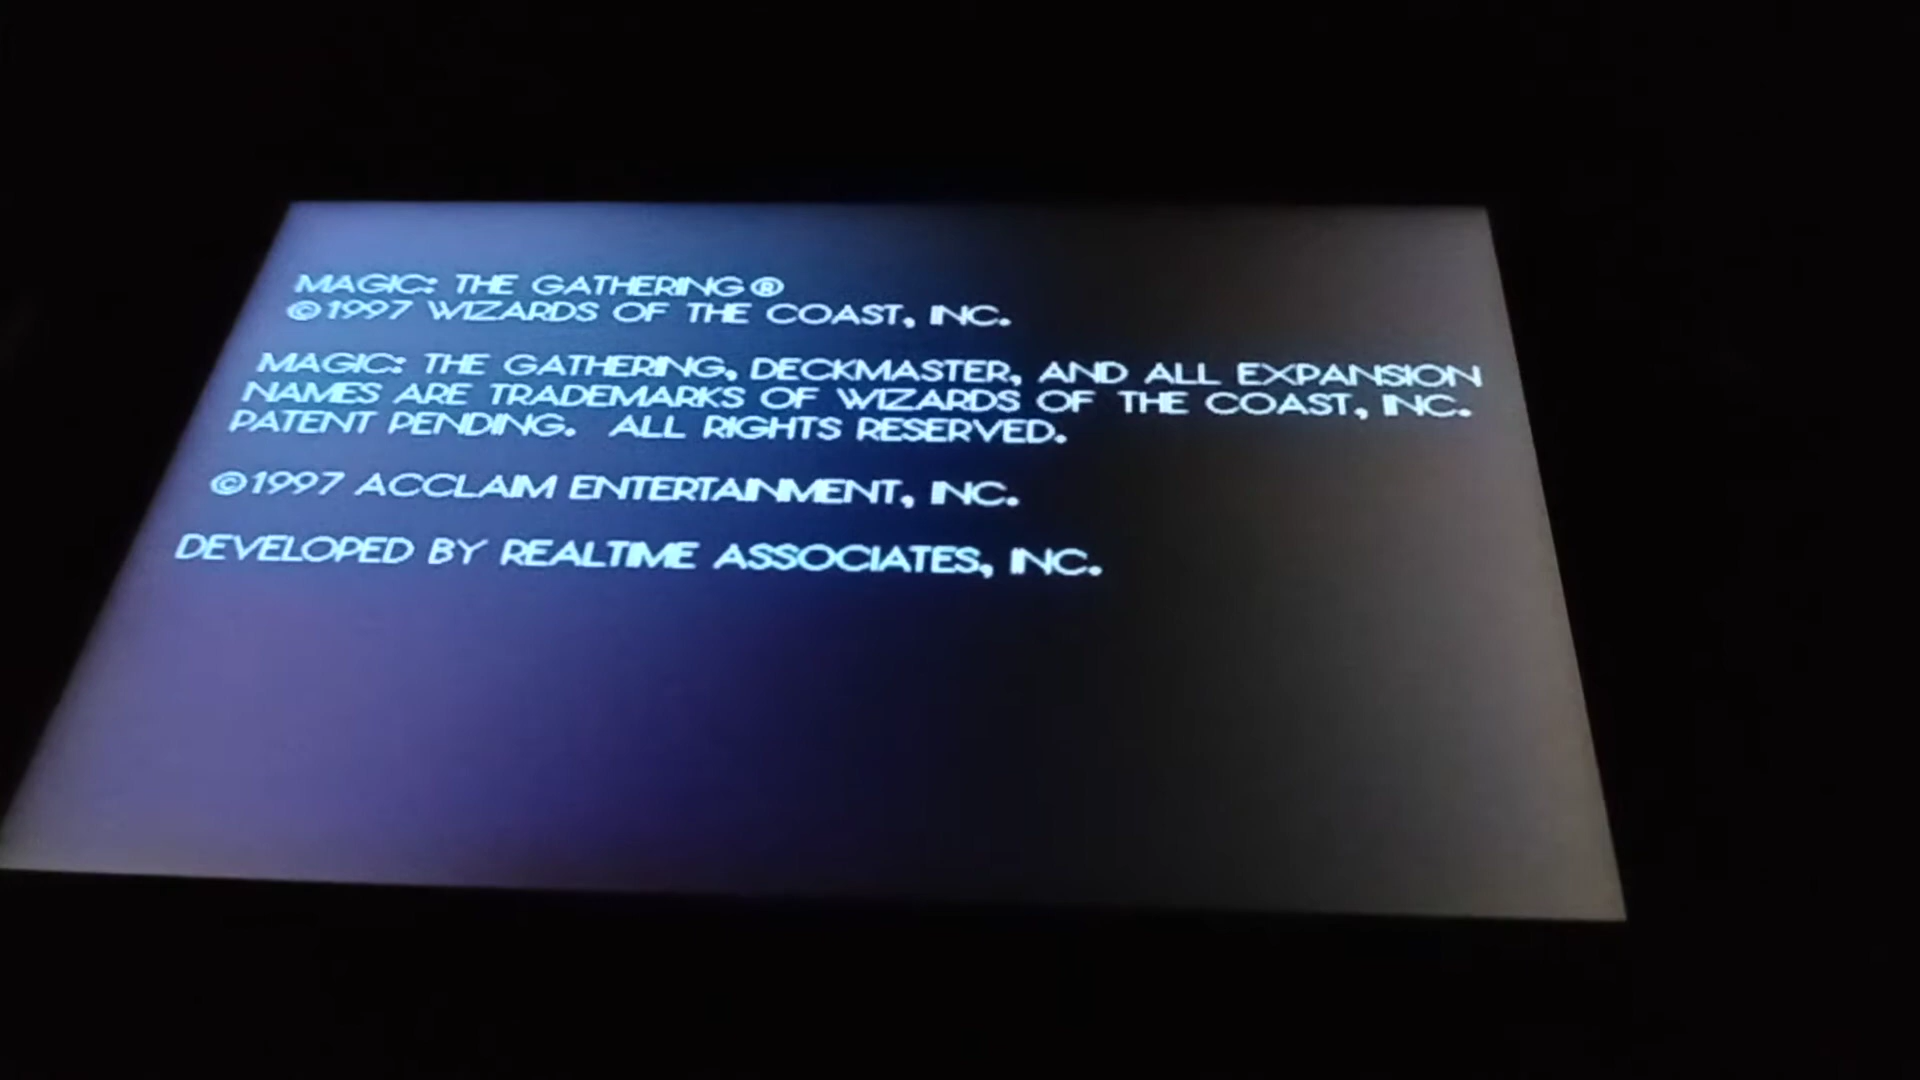 MAGIC: THE GATHERING®
©1997 WIZARDS OF THE COAST, INC.
MAGIC: THE GATHERING, DECKMASTER, AND ALL EXPANSION
NAMES ARE TRADEMARKS OF WIZARDS OF THE COAST, INC.
PATENT PENDING. ALL RIGHTS RESERVED.
©1997 ACCLAIM ENTERTAINMENT, INC.
DEVELOPED BY REALTIME ASSOCIATES, INC.